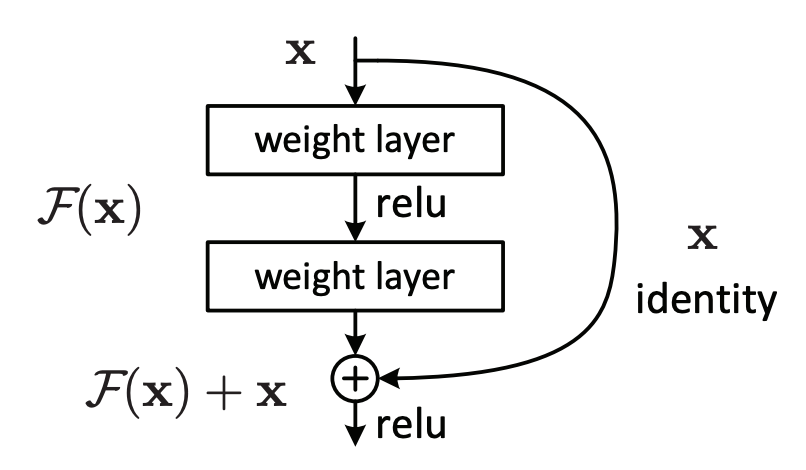 x
weight layer
relu
F(x)
x
weight layer
identity
F(x) + x
+
relu